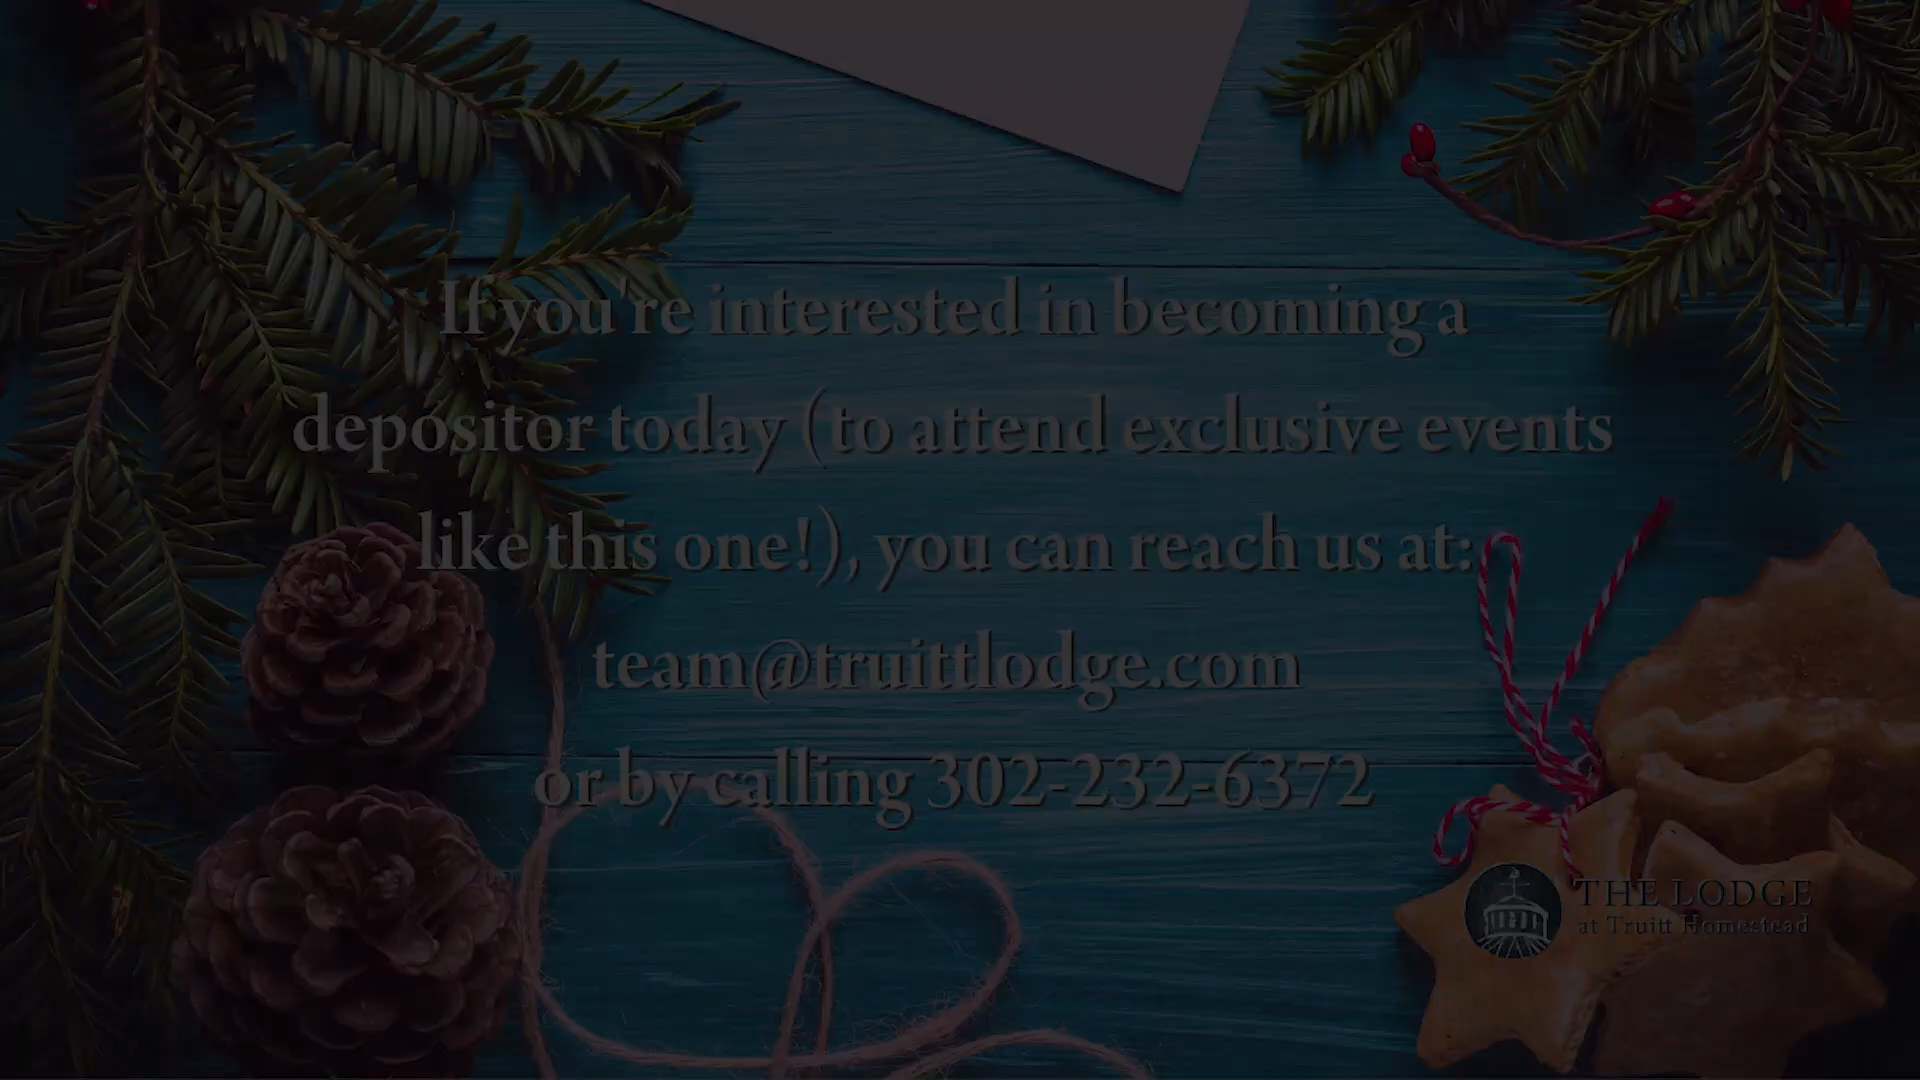 If you're interested in becoming a
depositor today (to attend exclusive events
like this one!), you can reach us at:
team@truittlodge.com
or by calling 302-232-6372
THE LODGE
at Truitt Homestead